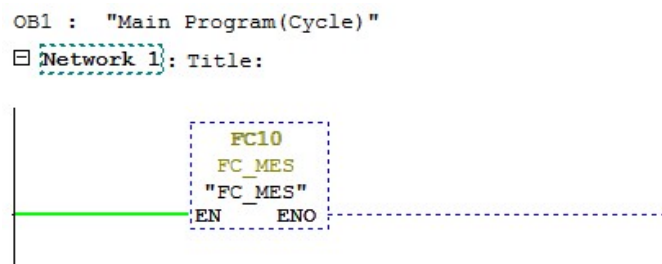 OB1 :  "Main Program(Cycle)"
Network 1: Title:
FC10
FC_MES
"FC_MES"
EN ENO